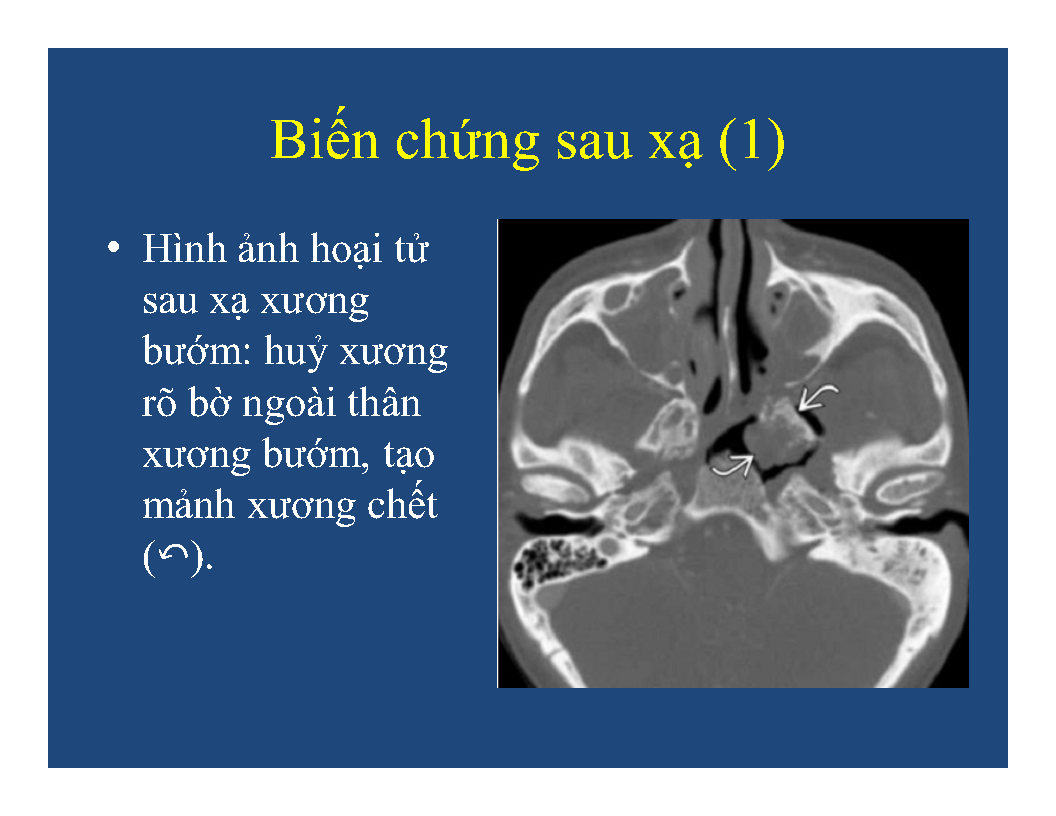 Biến chứng sau xạ (1)
• Hình ảnh hoại tử
sau xạ xương
bướm: huỷ xương
rõ bờ ngoài thân
xương bướm, tạo
mảnh xương chết
(⤺).